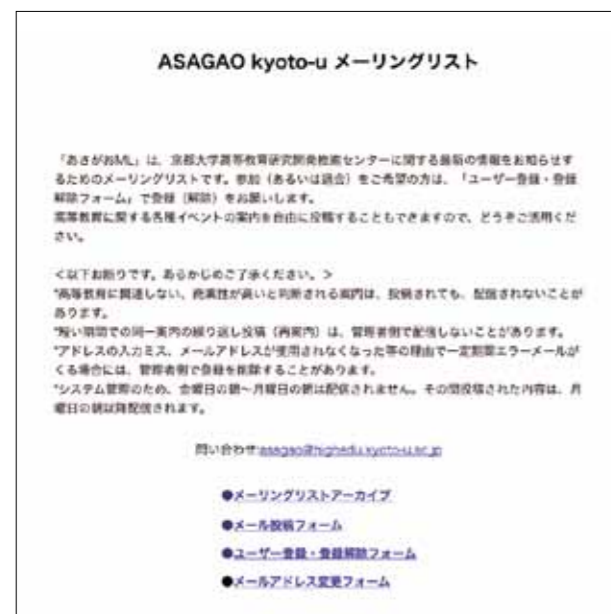 ASAGAO kyoto-u メーリングリスト
「あさがおML」は、京都大学高等教育研究開発推進センターに関する最新の情報をお知らせす
るためのメーリングリストです。参加（あるいは退会）をご希望の方は、「ユーザー登録・登録
解除フォーム」で登録（解除）をお願いします。
高等教育に関する各種イベントの案内を自由に投稿することもできますので、どうぞご活用くだ
さい。
＜以下お断りです。あらかじめご了承ください。＞
*高等教育に関連しない、商業性が高いと判断される案内は、投稿されても、配信されないことが
あります。
*短い期間での同一案内の繰り返し投稿（再案内）は、管理者側で配信しないことがあります。
*アドレスの入力ミス、メールアドレスが使用されなくなった等の理由で一定期間エラーメールが
くる場合には、管理者側で登録を削除することがあります。
*システム管理のため、金曜日の朝～月曜日の朝は配信されません。その間投稿された内容は、月
曜日の朝以降配信されます。
問い合わせ:asagao@highedu.kyoto-u.ac.jp
●メーリングリストアーカイブ
●メール投稿フォーム
●ユーザー登録・登録解除フォーム
●メールアドレス変更フォーム